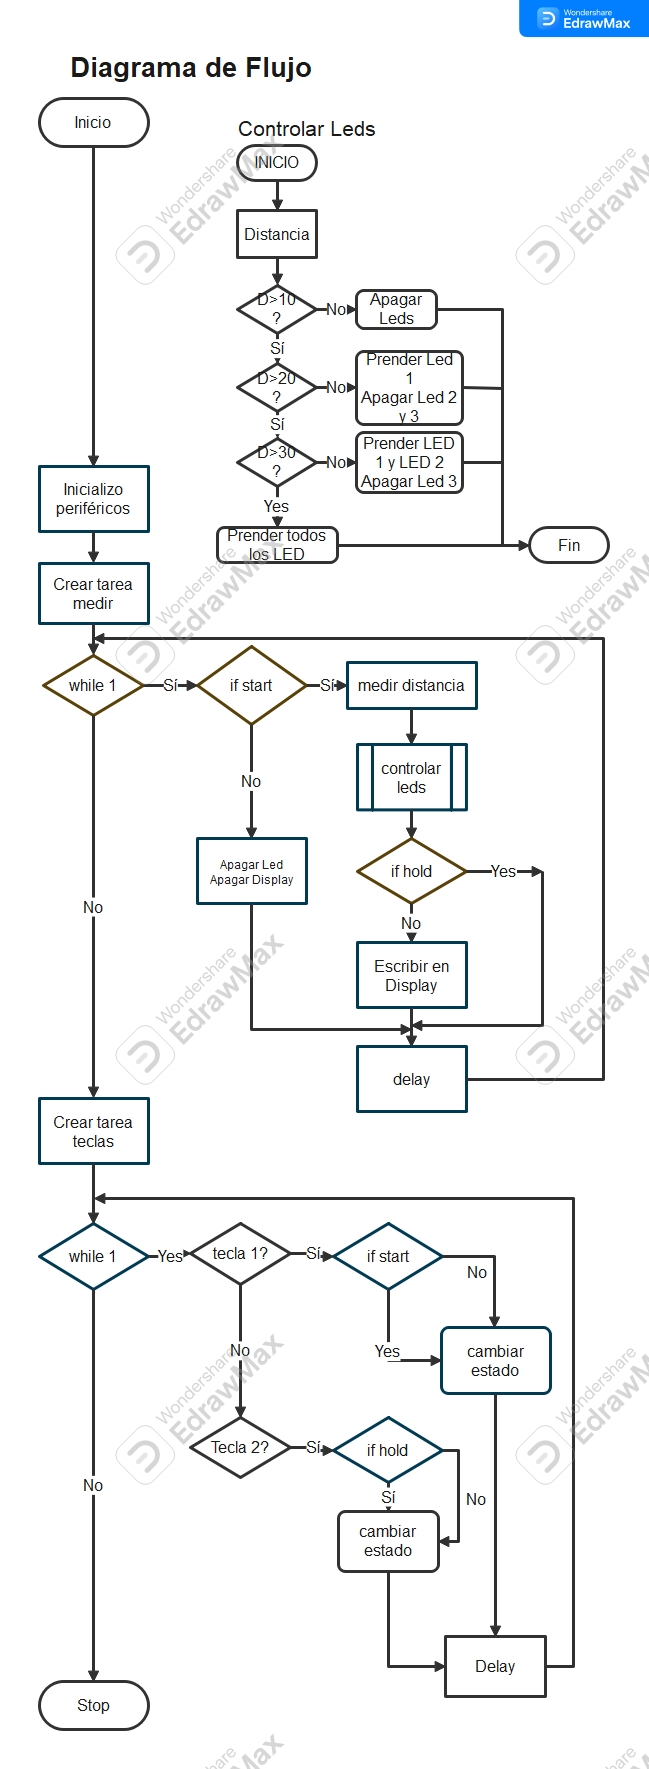 Wondershare
EdrawMax
Diagrama de Flujo
Inicio
Controlar Leds
INICIO
Distancia
D>10
?
No
Apagar
Leds
Sí
D>20
?
No
Prender Led
1
Apagar Led 2
y 3
Sí
D>30
?
No
Prender LED
1 y LED 2
Apagar Led 3
Yes
Prender todos
los LED
Fin
Inicializo
periféricos
Crear tarea
medir
while 1
Sí
if start
Sí
medir distancia
controlar
leds
No
Apagar Led
Apagar Display
if hold
Yes
No
No
Escribir en
Display
delay
Crear tarea
teclas
while 1
Yes
tecla 1?
Sí
if start
No
Yes
cambiar
estado
No
Tecla 2?
Sí
if hold
No
Sí
cambiar
estado
No
Delay
Stop
Wondershare
EdrawMax